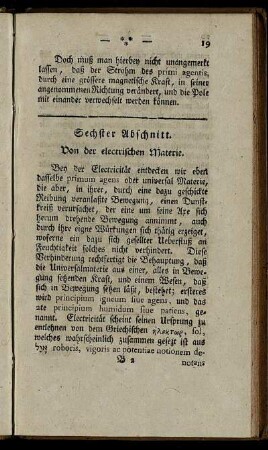 — ** —
19
Doch muß man hierbey nicht unangemerkt
lassen, daß der Strohm des primi agentis,
durch eine grössere magnetische Kraft, in seiner
angenommenen Richtung verändert, und die Pole
mit einander verwechselt werden können.
Sechster Abschnitt.
Von der electrischen Materie.
Bey der Electricität entdecken wir eben
dasselbe primum agens oder universal Materie,
die aber, in ihrer, durch eine dazu geschickte
Reibung veranlaßte Bewegung, einen Dunst-
kreis verursachet, der eine um seine Axe sich
herum drehende Bewegung annimmt, auch
durch ihm eigne Würkungen sich thätig erzeiget,
woferne ein dazu sich gesellter Ueberfluß an
Feuchtigkeit solches nicht verhindert. Diese
Verhinderung rechtfertigt die Behauptung, daß
die Universalmaterie aus einer, alles in Bewe-
gung setzenden Kraft, und einem Wesen, daß
sich in Bewegung setzen läßt, bestehet; ersteres
wird principium igneum siue agens, und das
principium humidum siue patiens, ge-
nannt. Electricität scheint seinen Ursprung zu
entlehnen von dem Griechischen ηλεκτωρ, sol,
welches wahrscheinlich zusammen gesetzt ist aus
roboris, vigoris ac potentiae notionem de-
B 2
notans